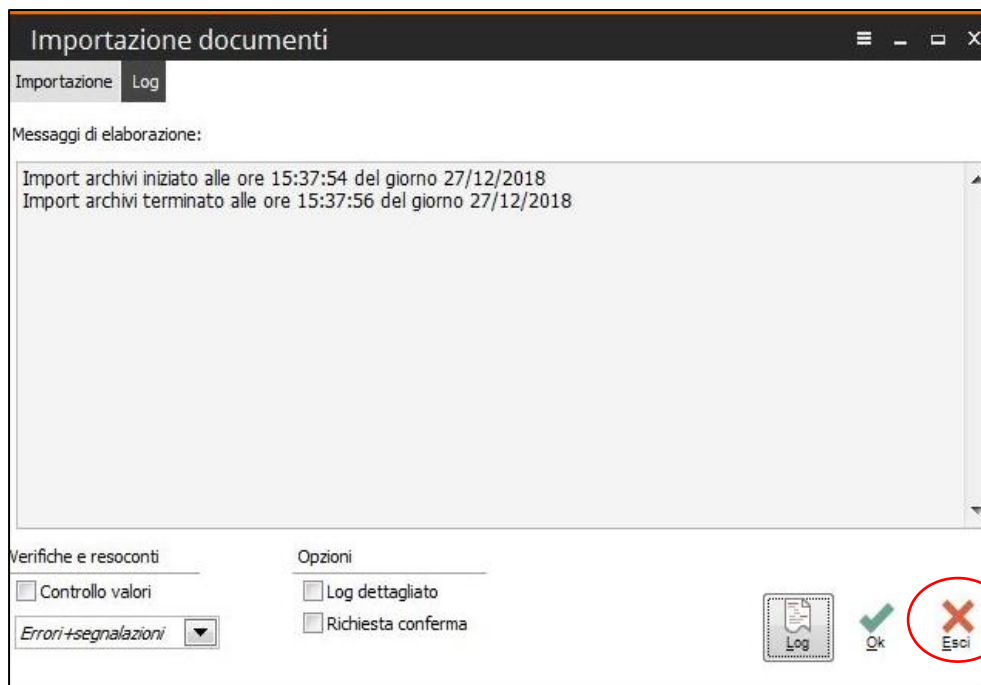 Importazione documenti
Importazione Log
Messaggi di elaborazione:
Import archivi iniziato alle ore 15:37:54 del giorno 27/12/2018
Import archivi terminato alle ore 15:37:56 del giorno 27/12/2018
Verifiche e resoconti Opzioni
Controllo valori Log dettagliato
Errori+segnalazioni Richiesta conferma
Log Ok Esci